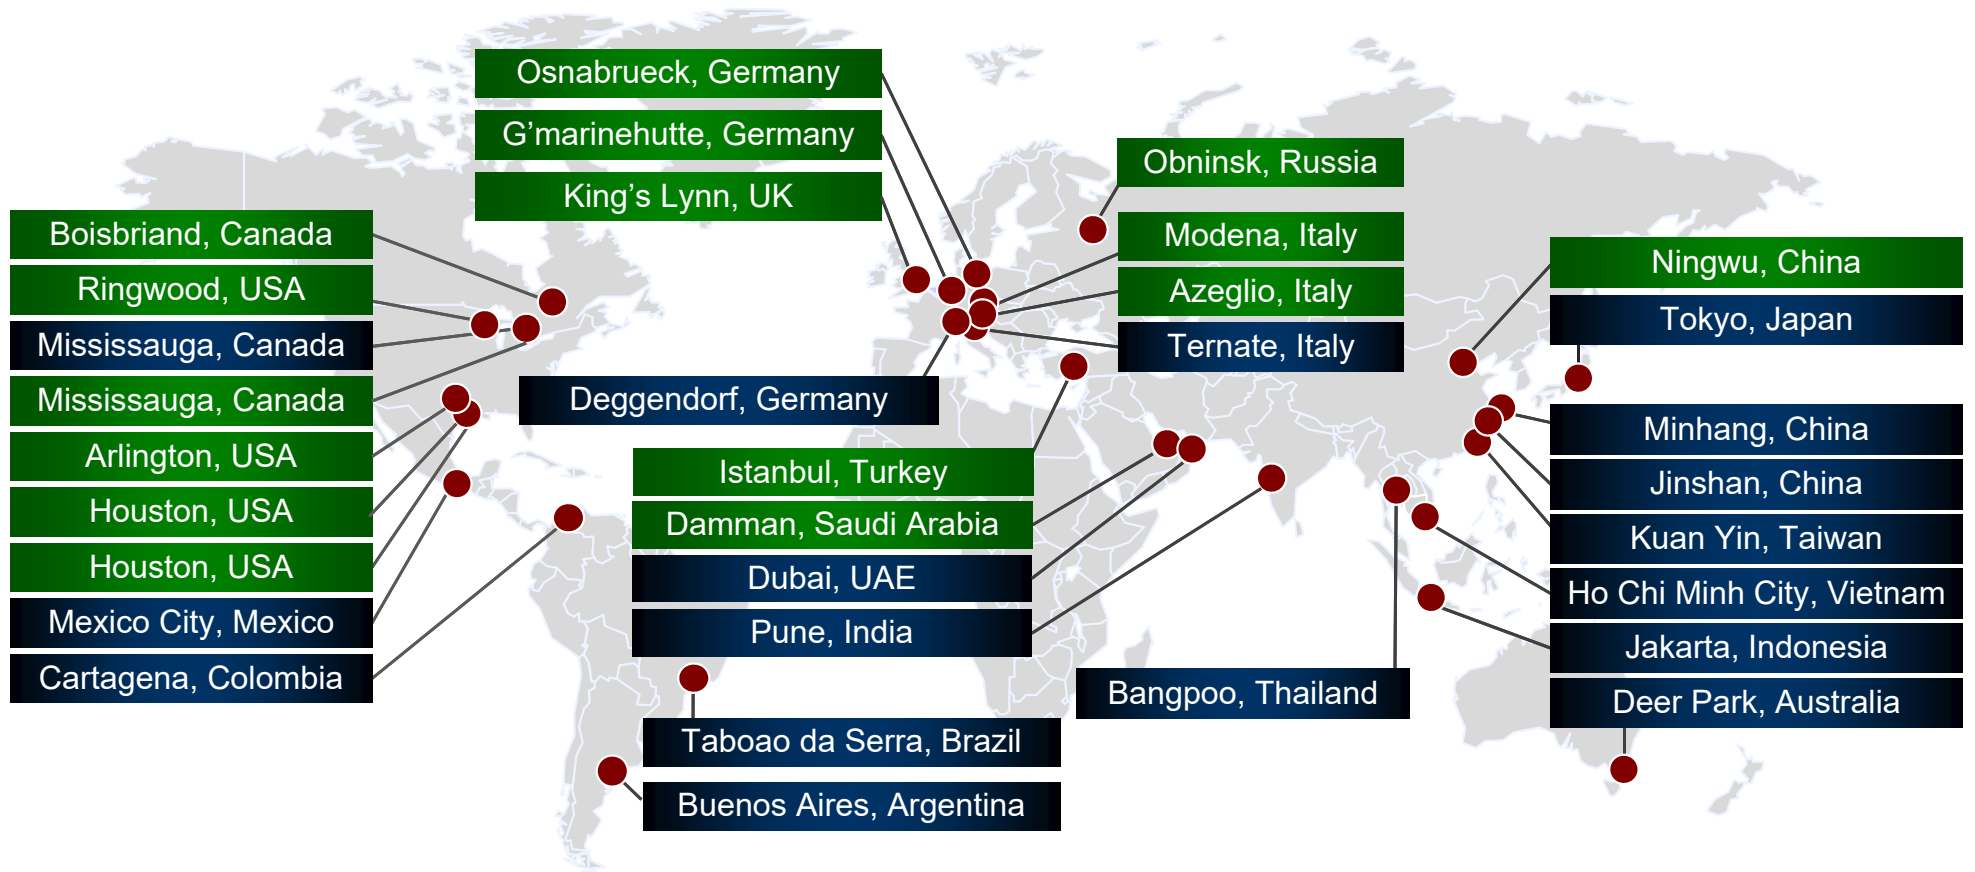 Osnabrueck, Germany
G’marinehutte, Germany
King’s Lynn, UK
Obninsk, Russia
Modena, Italy
Azeglio, Italy
Ternate, Italy
Boisbriand, Canada
Ringwood, USA
Mississauga, Canada
Mississauga, Canada
Arlington, USA
Houston, USA
Houston, USA
Mexico City, Mexico
Cartagena, Colombia
Deggendorf, Germany
Istanbul, Turkey
Damman, Saudi Arabia
Dubai, UAE
Pune, India
Taboao da Serra, Brazil
Buenos Aires, Argentina
Bangpoo, Thailand
Ningwu, China
Tokyo, Japan
Minhang, China
Jinshan, China
Kuan Yin, Taiwan
Ho Chi Minh City, Vietnam
Jakarta, Indonesia
Deer Park, Australia